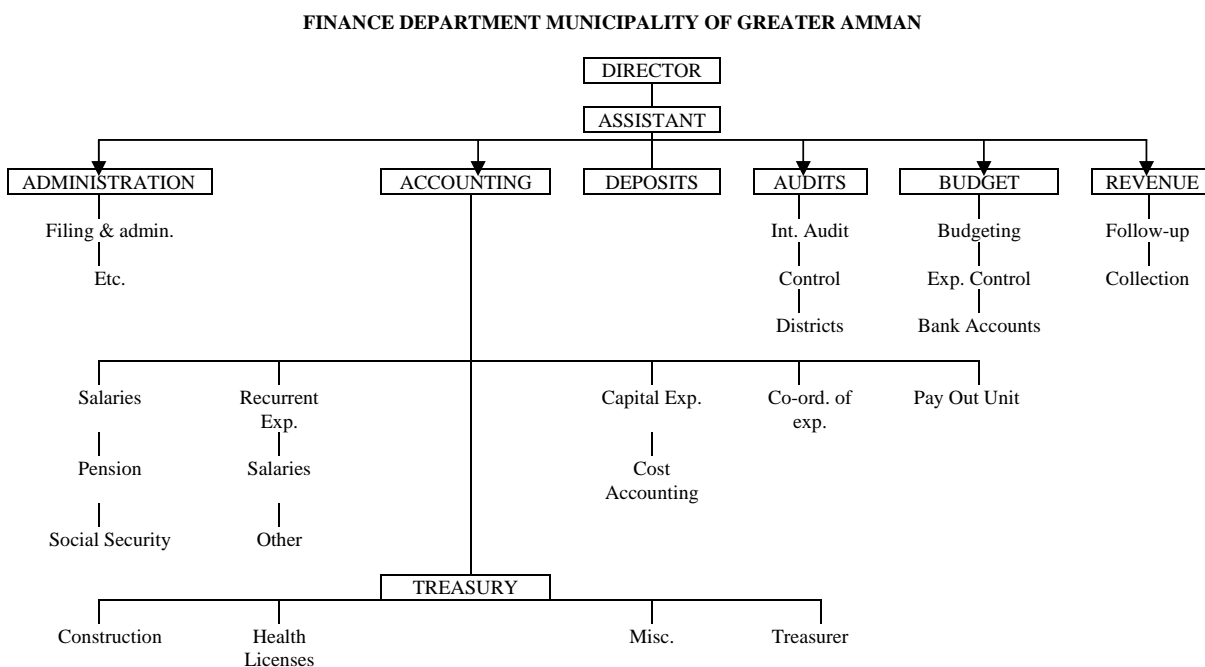 FINANCE DEPARTMENT MUNICIPALITY OF GREATER AMMAN
DIRECTOR
ASSISTANT
ADMINISTRATION
ACCOUNTING
DEPOSITS
AUDITS
BUDGET
REVENUE
Filing & admin.
Int. Audit
Budgeting
Follow-up
Etc.
Control
Exp. Control
Collection
Districts
Bank Accounts
Salaries
Recurrent
Exp.
Capital Exp.
Co-ord. of
exp.
Pay Out Unit
Pension
Salaries
Cost
Accounting
Social Security
Other
TREASURY
Construction
Health
Licenses
Misc.
Treasurer